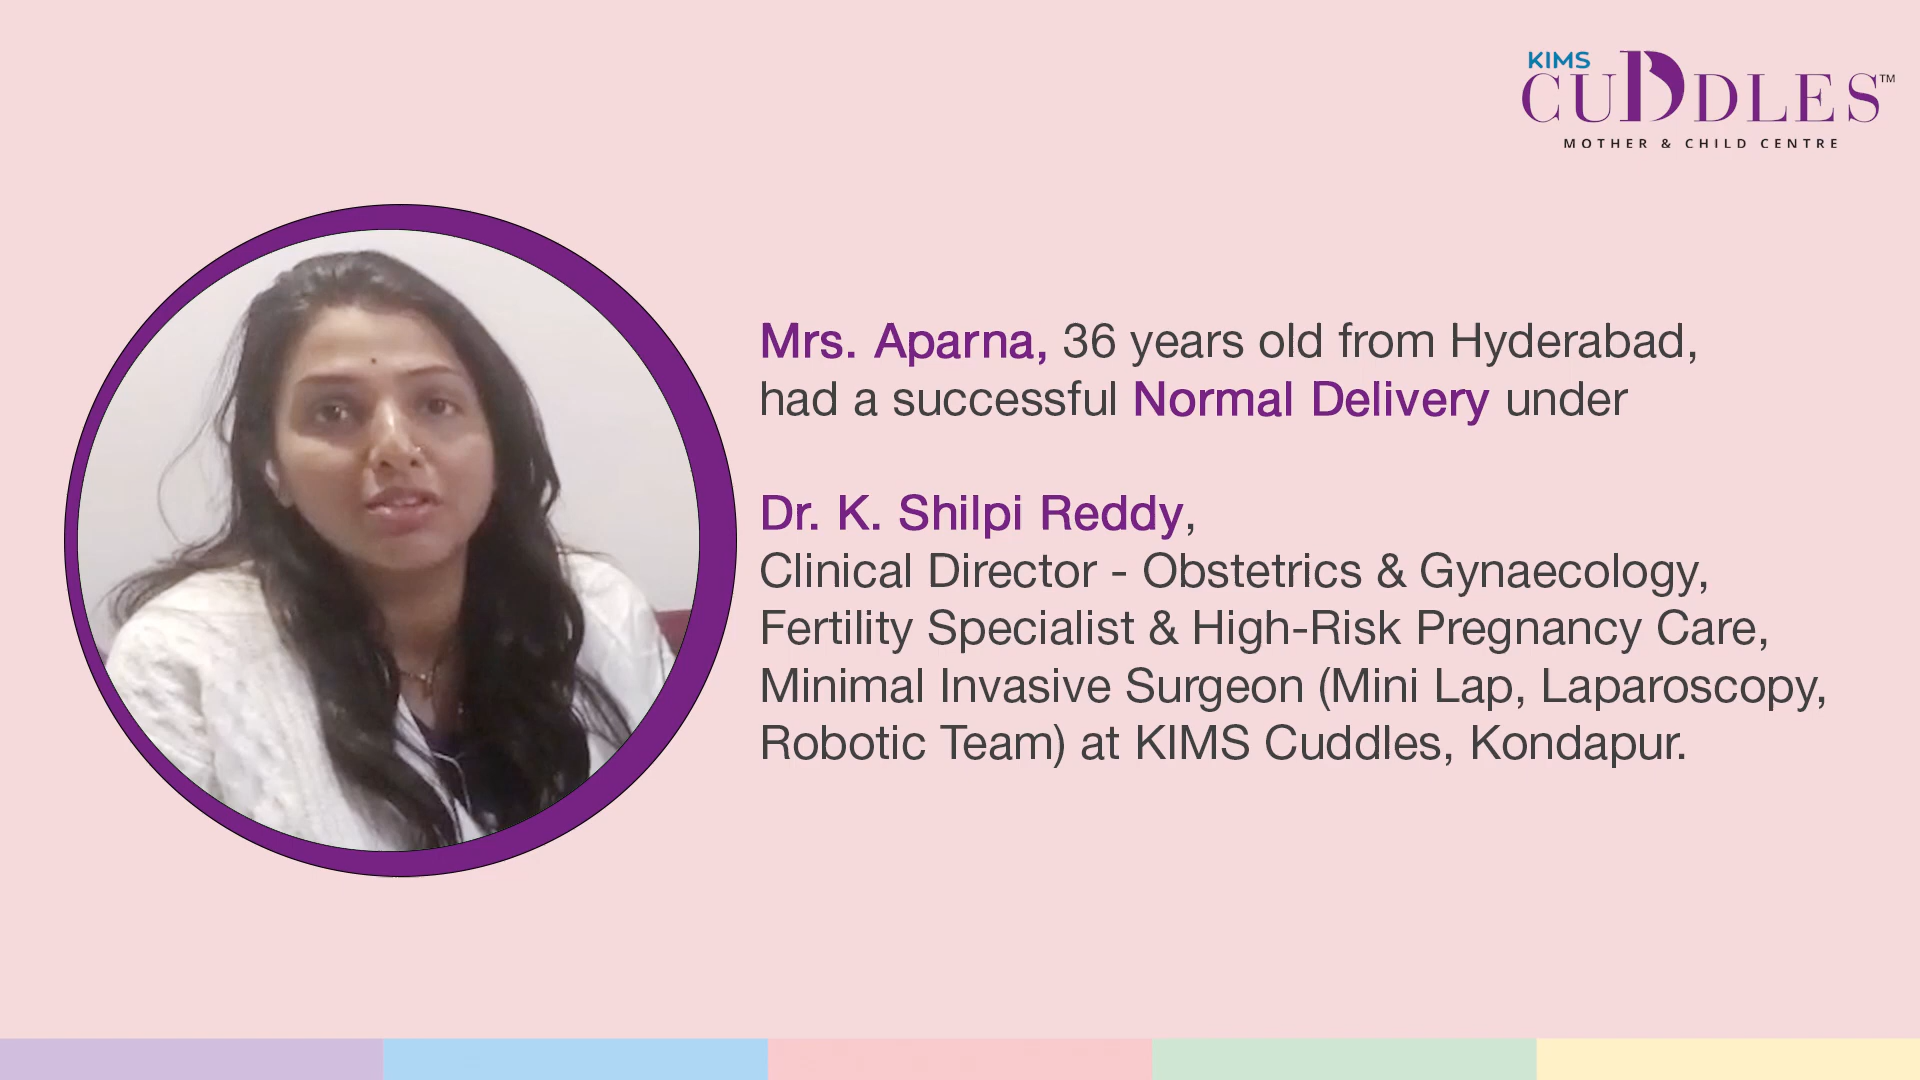 KIMS
CUDDLES™
MOTHER & CHILD CENTRE
Mrs. Aparna, 36 years old from Hyderabad,
had a successful Normal Delivery under
Dr. K. Shilpi Reddy,
Clinical Director - Obstetrics & Gynaecology,
Fertility Specialist & High-Risk Pregnancy Care,
Minimal Invasive Surgeon (Mini Lap, Laparoscopy,
Robotic Team) at KIMS Cuddles, Kondapur.